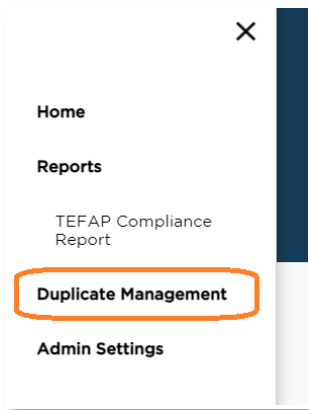 Home
Reports
TEFAP Compliance
Report
Duplicate Management
Admin Settings